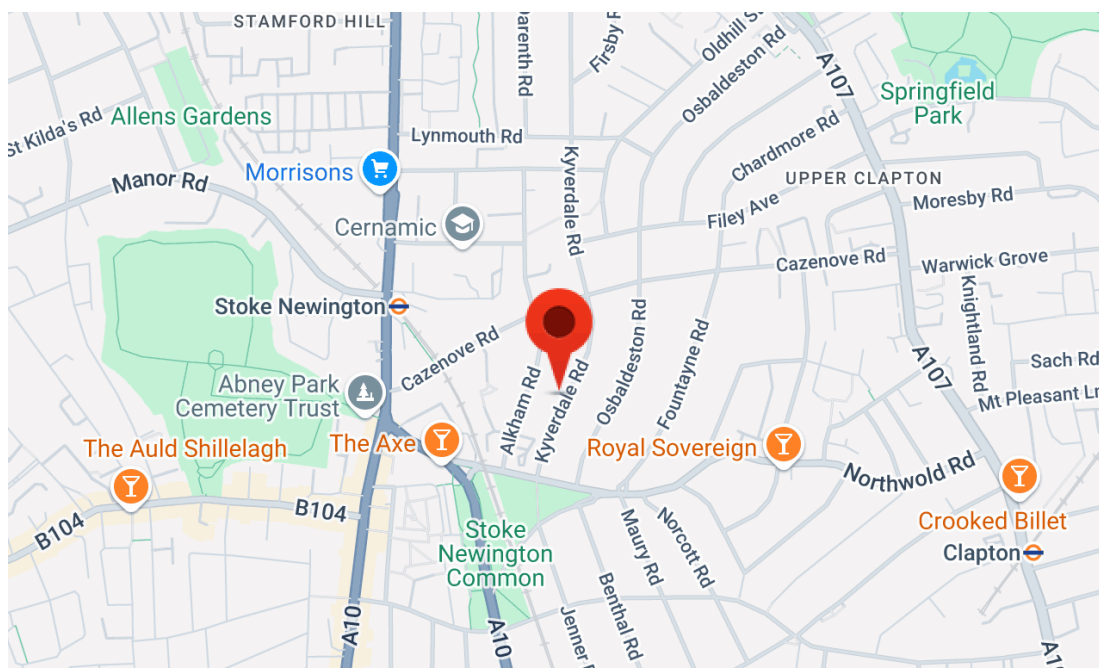 STAMFORD HILL
Darenth Rd
Firsby R
Oldhill S
Osbaldeston Rd
A107
Springfield
Park
St Kilda's Rd
Allens Gardens
Lynmouth Rd
Kyverdale Rd
Chardmore Rd
Morrisons
Manor Rd
UPPER CLAPTON
Moresby Rd
Filey Ave
Cernamic
Cazenove Rd
Warwick Grove
Stoke Newington
Knightland Rd
Osbaldeston Rd
Fountayne Rd
Cazenove Rd
A107
Sach Rd
Abney Park
Cemetery Trust
Alkham Rd
Kyverdale Rd
Mt Pleasant Ln
The Auld Shillelagh
The Axe
Royal Sovereign
Northwold Rd
B104
B104
Stoke
Newington
Common
Maury Rd
Norcott Rd
Crooked Billet
Clapton
Benthal Rd
Jenner
A10
A10
A10